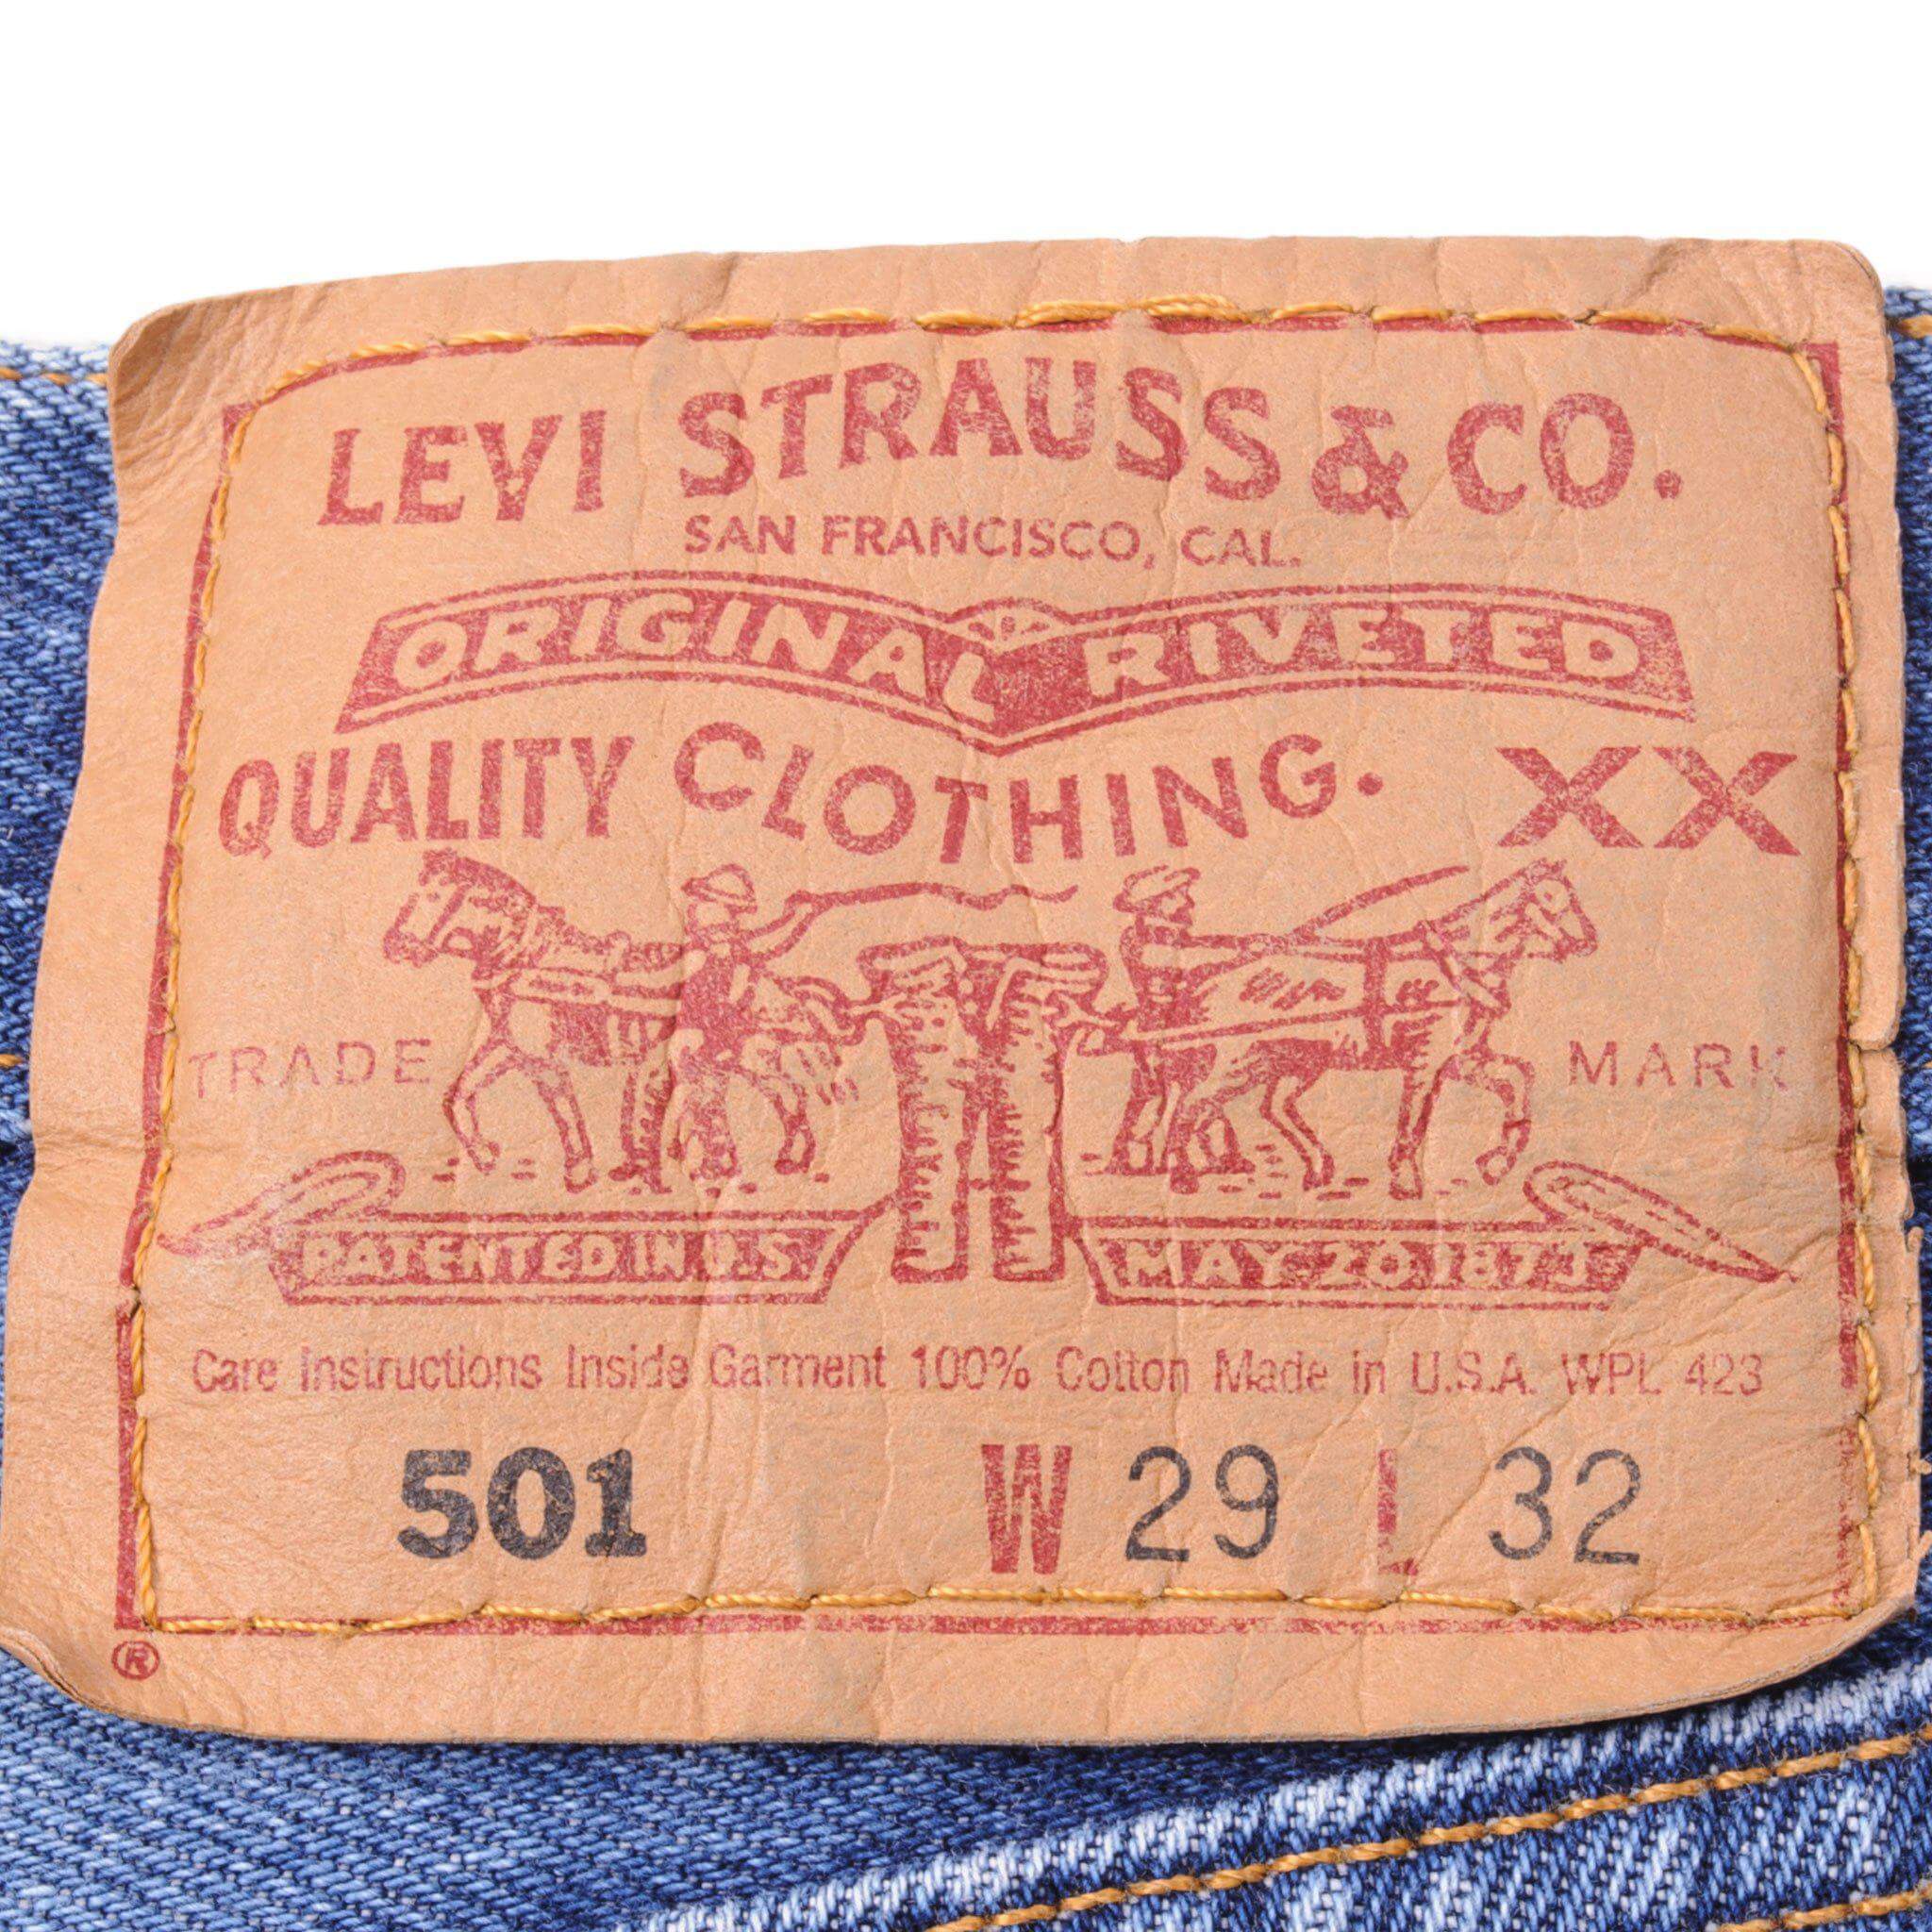 LEVI STRAUSS & CO.
SAN FRANCISCO, CAL.
ORIGINAL RIVETED
QUALITY CLOTHING. XX
TRADE MARK
PATENTED IN U.S. MAY 20 1873
Care Instructions Inside Garment 100% Cotton Made in U.S.A. WPL 423
501 W 29 L 32
®